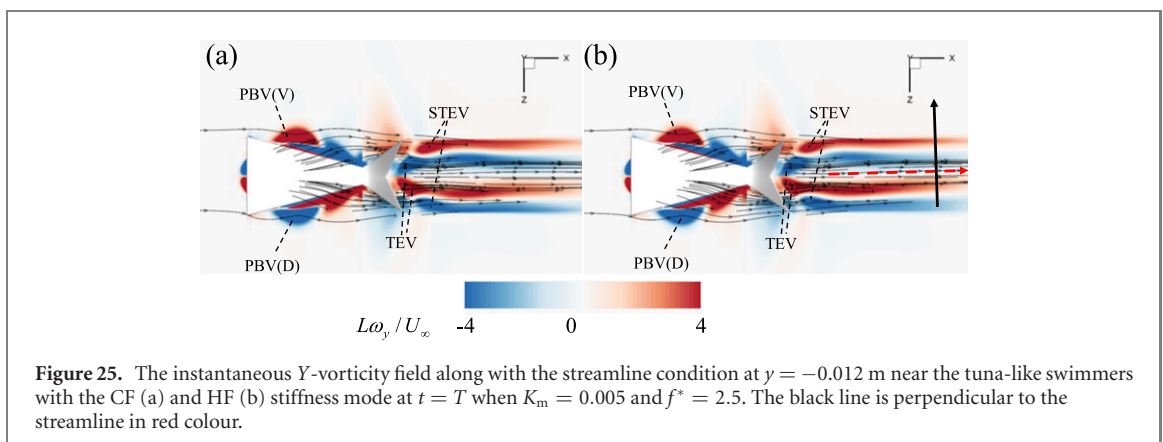 (a)
PBV(V)
STEV
Y
x
z
TEV
PBV(D)
(b)
PBV(V)
STEV
Y
x
z
TEV
PBV(D)
Lω_y / U_∞
-4
0
4
Figure 25. The instantaneous Y-vorticity field along with the streamline condition at y = −0.012 m near the tuna-like swimmers
with the CF (a) and HF (b) stiffness mode at t = T when K_m = 0.005 and f* = 2.5. The black line is perpendicular to the
streamline in red colour.